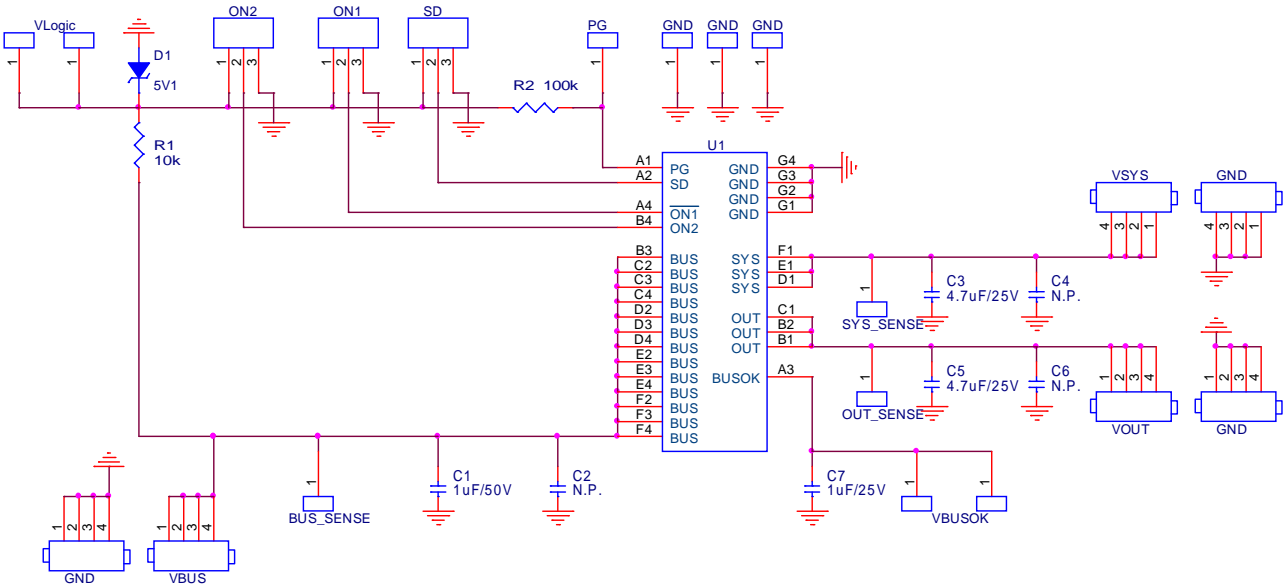 VLogic
ON2
ON1
SD
PG
GND
GND
GND
1
1
D1
5V1
1
2
3
1
2
3
1
2
3
1
1
1
1
R2 100k
R1
10k
U1
A1 PG
A2 SD
A4 ON1
B4 ON2
B3 BUS
C2 BUS
C3 BUS
C4 BUS
D2 BUS
D3 BUS
D4 BUS
E2 BUS
E3 BUS
E4 BUS
F2 BUS
F3 BUS
F4 BUS
GND G4
GND G3
GND G2
GND G1
SYS F1
SYS E1
SYS D1
OUT C1
OUT B2
OUT B1
BUSOK A3
VSYS
4
3
2
1
GND
4
3
2
1
1
SYS_SENSE
C3
4.7uF/25V
C4
N.P.
1
OUT_SENSE
C5
4.7uF/25V
C6
N.P.
1
2
3
4
VOUT
1
2
3
4
GND
1
2
3
4
GND
1
2
3
4
VBUS
1
BUS_SENSE
C1
1uF/50V
C2
N.P.
C7
1uF/25V
1
1
VBUSOK